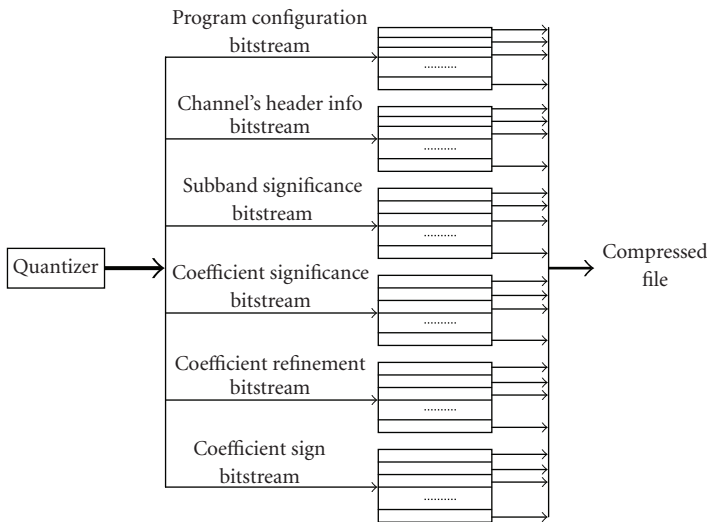 Program configuration
bitstream
..........
Channel's header info
bitstream
..........
Subband significance
bitstream
..........
Quantizer
Compressed
file
Coefficient significance
bitstream
..........
Coefficient refinement
bitstream
..........
Coefficient sign
bitstream
..........